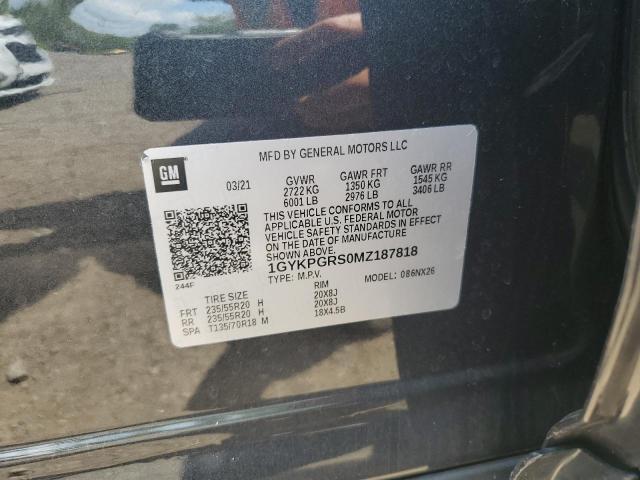 MFD BY GENERAL MOTORS LLC
GM
03/21
GVWR GAWR FRT GAWR RR
2722 KG 1350 KG 1545 KG
6001 LB 2976 LB 3406 LB
THIS VEHICLE CONFORMS TO ALL
APPLICABLE U.S. FEDERAL MOTOR
VEHICLE SAFETY STANDARDS IN EFFECT
ON THE DATE OF MANUFACTURE
SHOWN ABOVE.
1GYKPGRS0MZ187818
TYPE: M.P.V. MODEL: 086NX26
244F
TIRE SIZE RIM
FRT 235/55R20 H 20X8J
RR 235/55R20 H 20X8J
SPA T135/70R18 M 18X4.5B